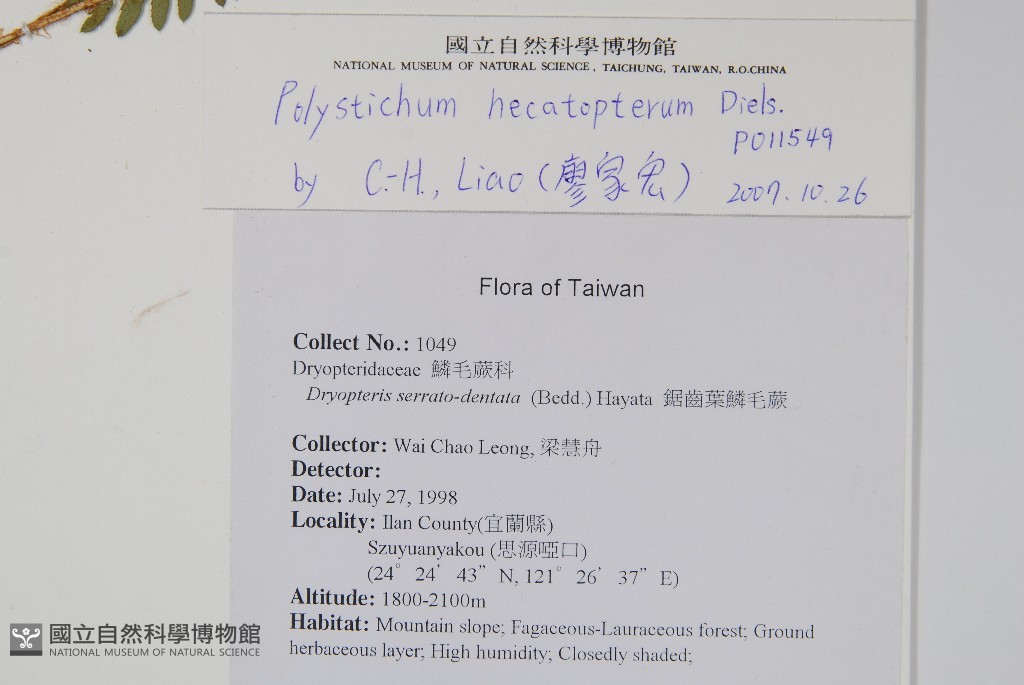 國立自然科學博物館
NATIONAL MUSEUM OF NATURAL SCIENCE, TAICHUNG, TAIWAN, R.O.CHINA
Polystichum hecatopterum Diels.
P011549
by C.-H., Liao (廖家宏) 2007.10.26
Flora of Taiwan
Collect No.: 1049
Dryopteridaceae 鱗毛蕨科
Dryopteris serrato-dentata (Bedd.) Hayata 鋸齒葉鱗毛蕨
Collector: Wai Chao Leong, 梁慧舟
Detector:
Date: July 27, 1998
Locality: Ilan County(宜蘭縣)
Szuyuanyakou (思源啞口)
(24° 24' 43" N, 121° 26' 37" E)
Altitude: 1800-2100m
Habitat: Mountain slope; Fagaceous-Lauraceous forest; Ground
herbaceous layer; High humidity; Closedly shaded;
國立自然科學博物館
NATIONAL MUSEUM OF NATURAL SCIENCE